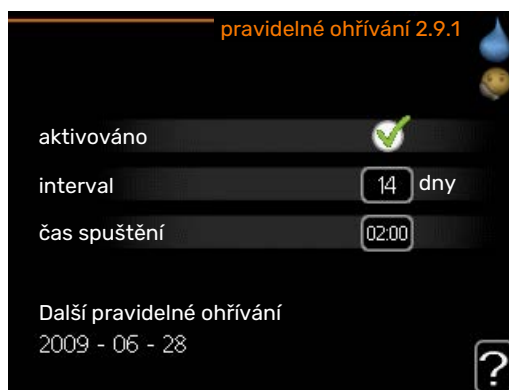 pravidelné ohřívání 2.9.1
aktivováno
interval 14 dny
čas spuštění 02:00
Další pravidelné ohřívání
2009 - 06 - 28
?